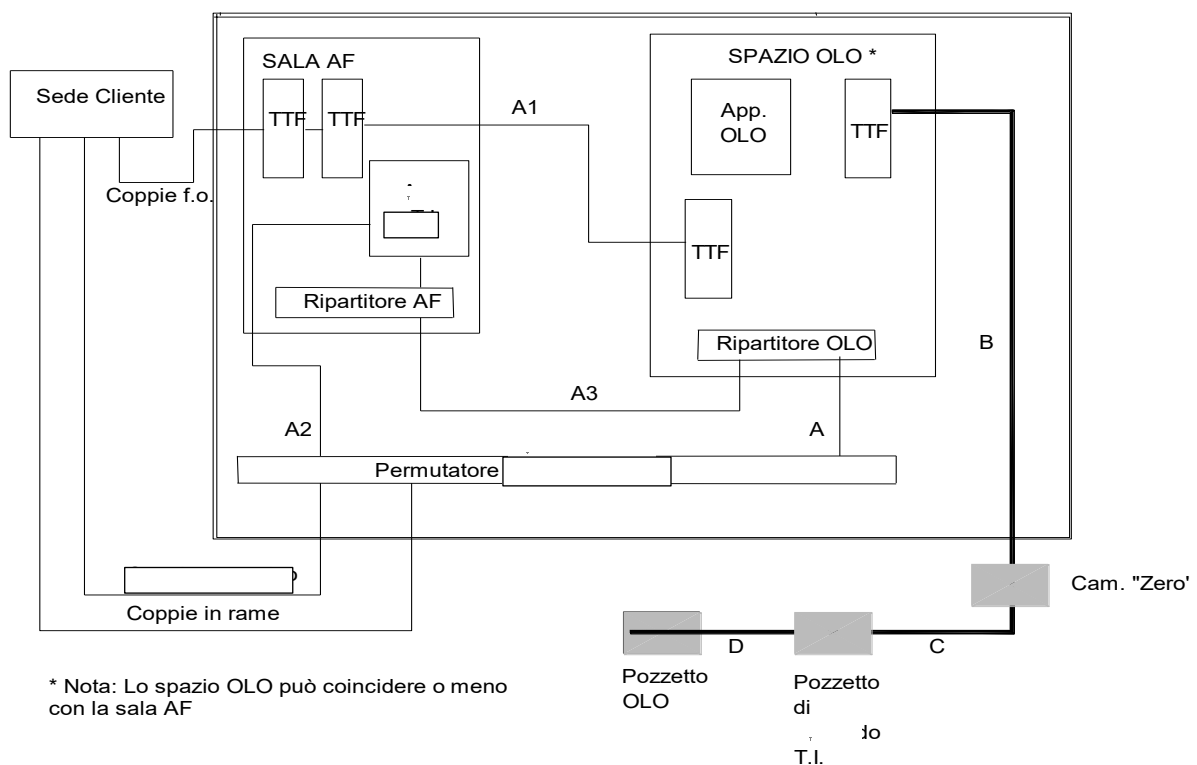 SALA AF
SPAZIO OLO *
Sede Cliente
TTF
TTF
A1
App.
OLO
TTF
Coppie f.o.
TTF
Ripartitore AF
Ripartitore OLO
B
A3
A2
A
Permutatore
Cam. "Zero'
Coppie in rame
D
C
Pozzetto
OLO
Pozzetto
di
T.I.
* Nota: Lo spazio OLO può coincidere o meno
con la sala AF